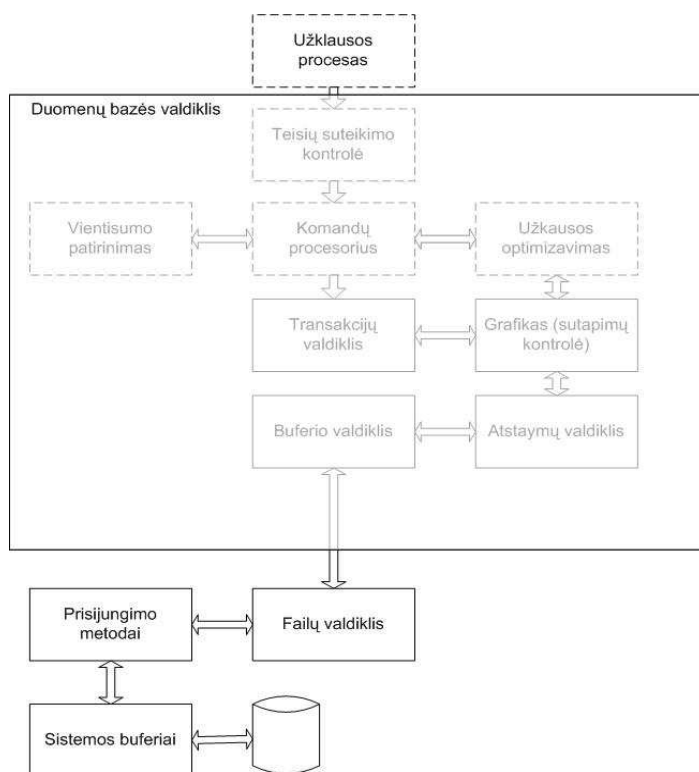 Užklausos
procesas
Duomenų bazės valdiklis
Teisių suteikimo
kontrolė
Vientisumo
patirinimas
Komandų
procesorius
Užkausos
optimizavimas
Transakcijų
valdiklis
Grafikas (sutapimų
kontrolė)
Buferio valdiklis
Atstaymų valdiklis
Prisijungimo
metodai
Failų valdiklis
Sistemos buferiai